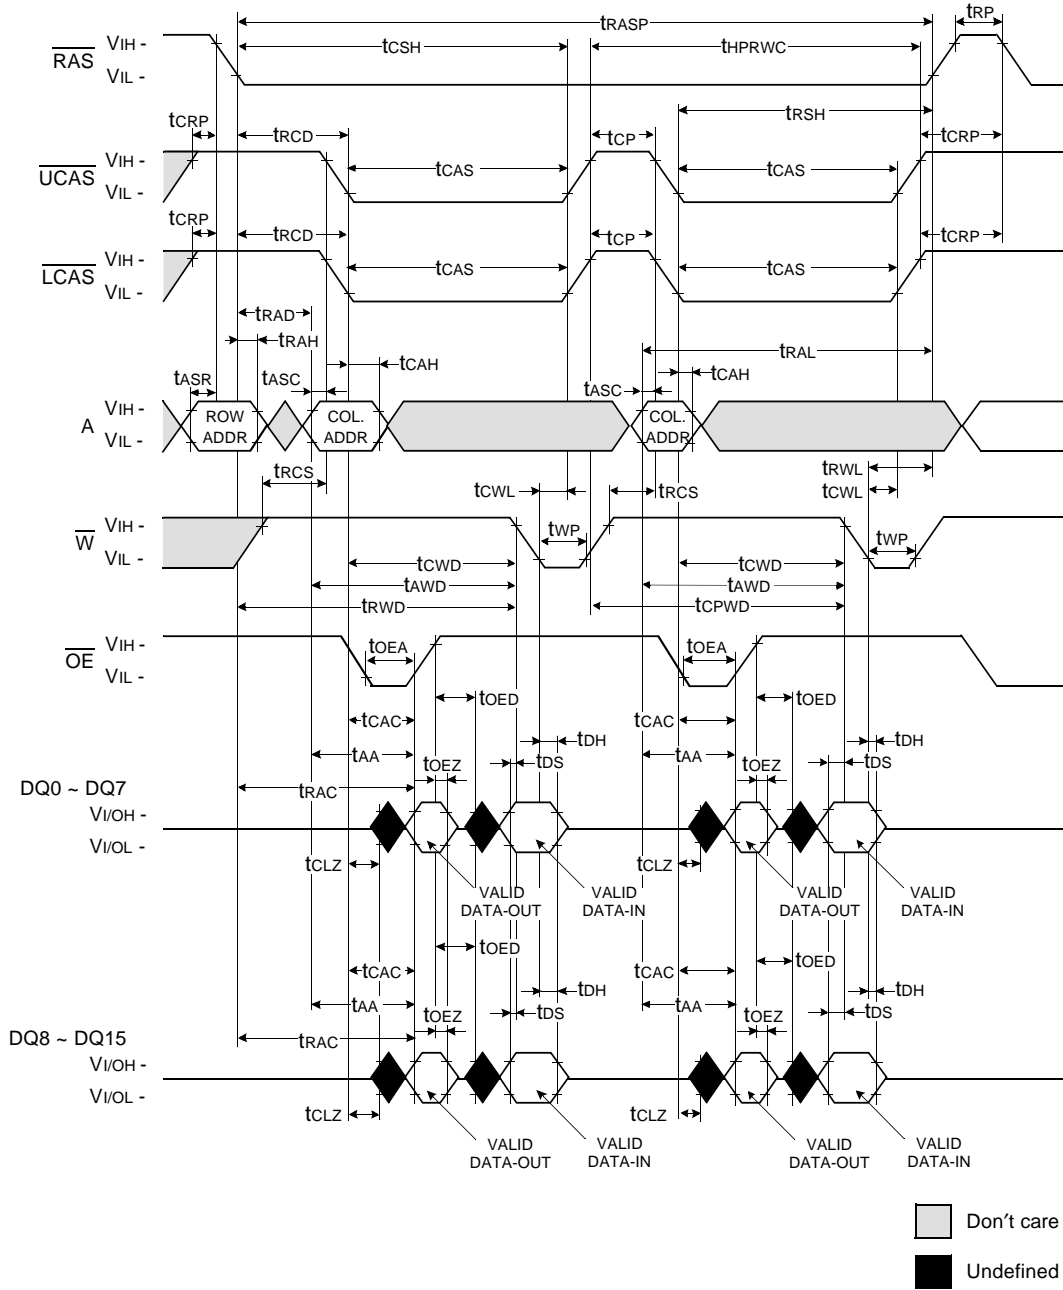 tRASP
tRP
tCSH
tHPRWC
RAS
VIH -
VIL -
tRSH
tCRP
tRCD
tCP
tCRP
UCAS
VIH -
VIL -
tCAS
tCAS
tCRP
tRCD
tCP
tCRP
LCAS
VIH -
VIL -
tCAS
tCAS
tRAD
tRAH
tCAH
tRAL
tCAH
tASR
tASC
tASC
A
VIH -
VIL -
ROW
ADDR
COL.
ADDR
COL.
ADDR
tRCS
tCWL
tRCS
tRWL
tCWL
W
VIH -
VIL -
tWP
tWP
tCWD
tCWD
tAWD
tAWD
tRWD
tCPWD
OE
VIH -
VIL -
tOEA
tOEA
tOED
tOED
tCAC
tCAC
tDH
tDH
tAA
tOEZ
tDS
tAA
tOEZ
tDS
tRAC
DQ0 ~ DQ7
VI/OH -
VI/OL -
tCLZ
tCLZ
VALID
DATA-OUT
VALID
DATA-IN
VALID
DATA-OUT
VALID
DATA-IN
tOED
tOED
tCAC
tCAC
tDH
tDH
tAA
tOEZ
tDS
tAA
tOEZ
tDS
tRAC
DQ8 ~ DQ15
VI/OH -
VI/OL -
tCLZ
tCLZ
VALID
DATA-OUT
VALID
DATA-IN
VALID
DATA-OUT
VALID
DATA-IN
Don′t care
Undefined